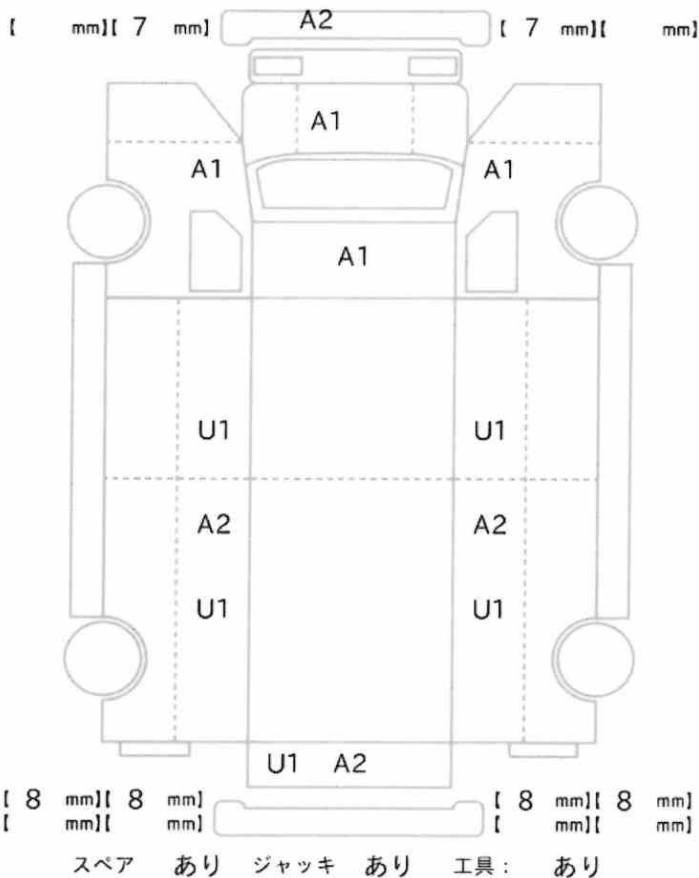 【 mm】【 7 mm】 A2 【 7 mm】【 mm】
A1
A1 A1
A1
U1 U1
A2 A2
U1 U1
U1 A2
【 8 mm】【 8 mm】 【 8 mm】【 8 mm】
【 mm】【 mm】 【 mm】【 mm】
スペア あり ジャッキ あり 工具： あり